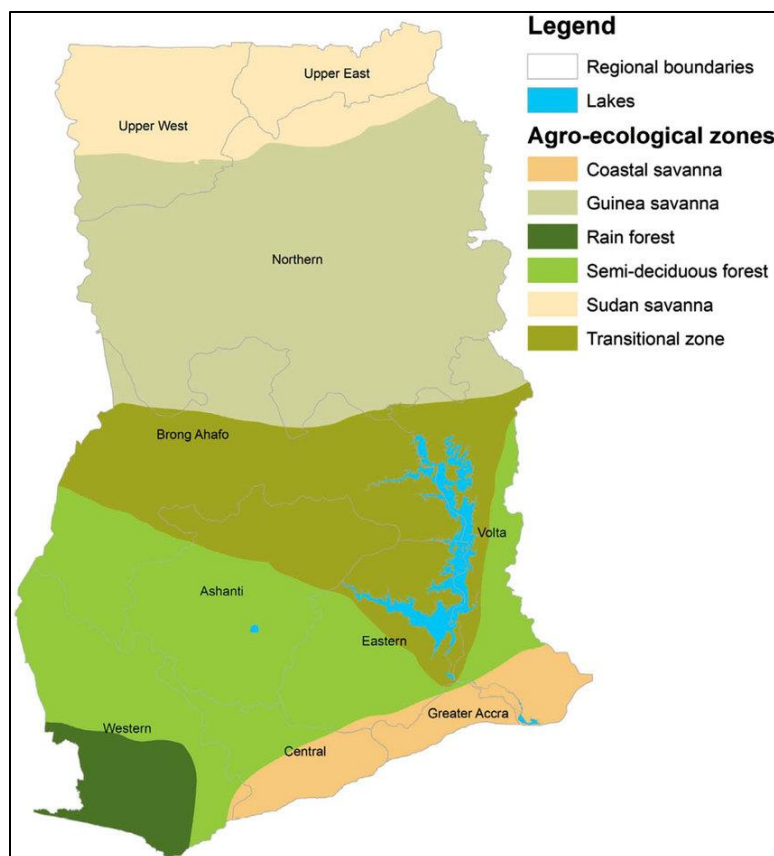 Legend
Regional boundaries
Lakes
Agro-ecological zones
Coastal savanna
Guinea savanna
Rain forest
Semi-deciduous forest
Sudan savanna
Transitional zone
Upper East
Upper West
Northern
Brong Ahafo
Volta
Ashanti
Eastern
Greater Accra
Western
Central